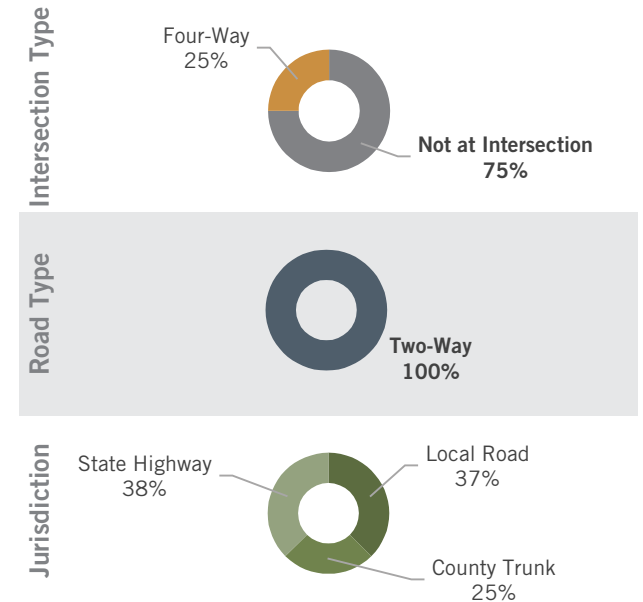 Intersection Type
Four-Way
25%
Not at Intersection
75%
Road Type
Two-Way
100%
Jurisdiction
State Highway
38%
Local Road
37%
County Trunk
25%